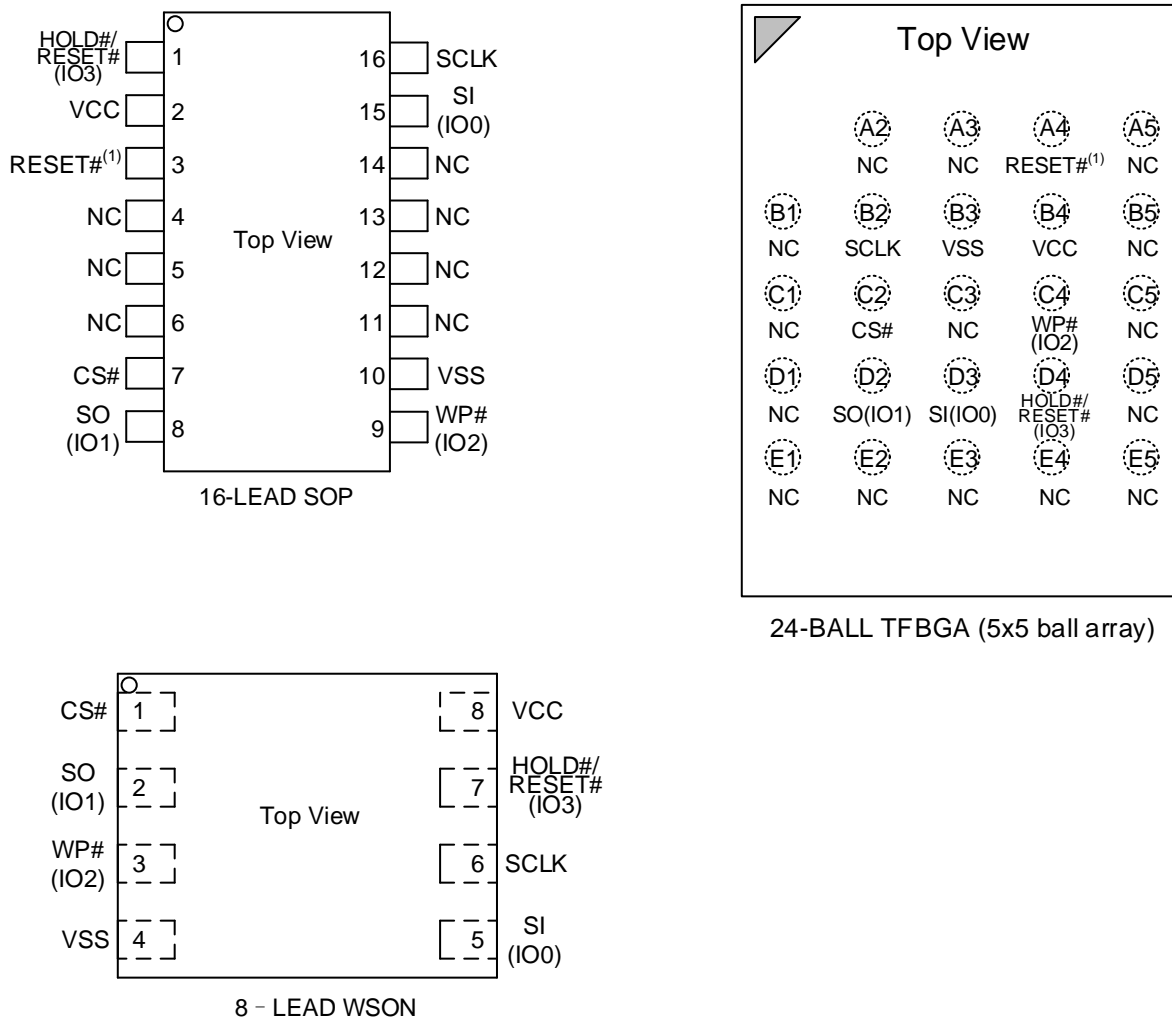 HOLD#/
RESET#
(IO3)
1
16
SCLK
VCC
2
15
SI
(IO0)
RESET#(1)
3
14
NC
NC
4
13
NC
Top View
NC
5
12
NC
NC
6
11
NC
CS#
7
10
VSS
SO
(IO1)
8
9
WP#
(IO2)
16-LEAD SOP
Top View
A2 A3 A4 A5
NC NC RESET#(1) NC
B1 B2 B3 B4 B5
NC SCLK VSS VCC NC
C1 C2 C3 C4 C5
NC CS# NC WP# NC
(IO2)
D1 D2 D3 D4 D5
NC SO(IO1) SI(IO0) HOLD#/ NC
RESET#
(IO3)
E1 E2 E3 E4 E5
NC NC NC NC NC
24-BALL TFBGA (5x5 ball array)
CS#
1
8
VCC
SO
(IO1)
2
7
HOLD#/
RESET#
(IO3)
Top View
WP#
(IO2)
3
6
SCLK
VSS
4
5
SI
(IO0)
8 – LEAD WSON